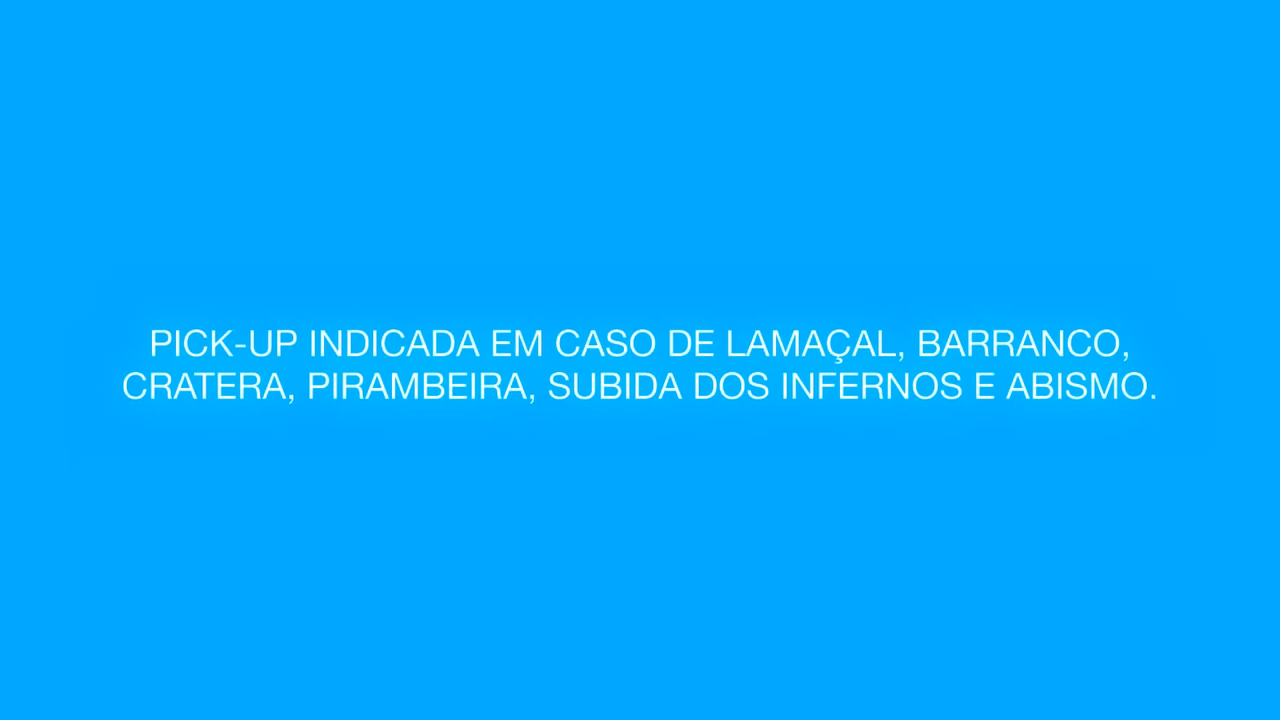 PICK-UP INDICADA EM CASO DE LAMAÇAL, BARRANCO,
CRATERA, PIRAMBEIRA, SUBIDA DOS INFERNOS E ABISMO.